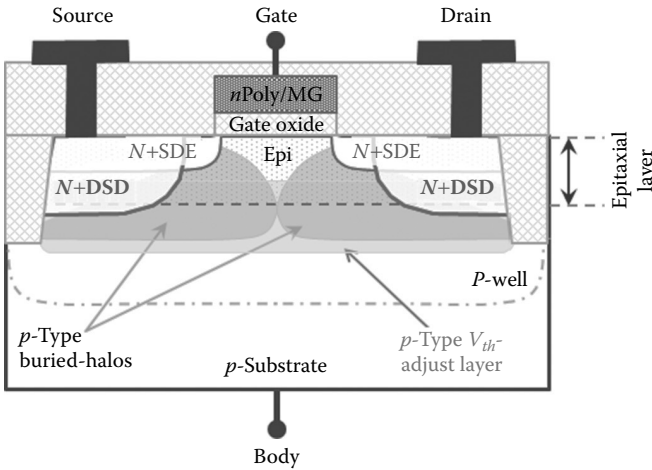 Source
Gate
Drain
nPoly/MG
Gate oxide
N+SDE
Epi
N+SDE
N+DSD
N+DSD
Epitaxial
layer
P-well
p-Type
buried-halos
p-Substrate
p-Type Vth-
adjust layer
Body